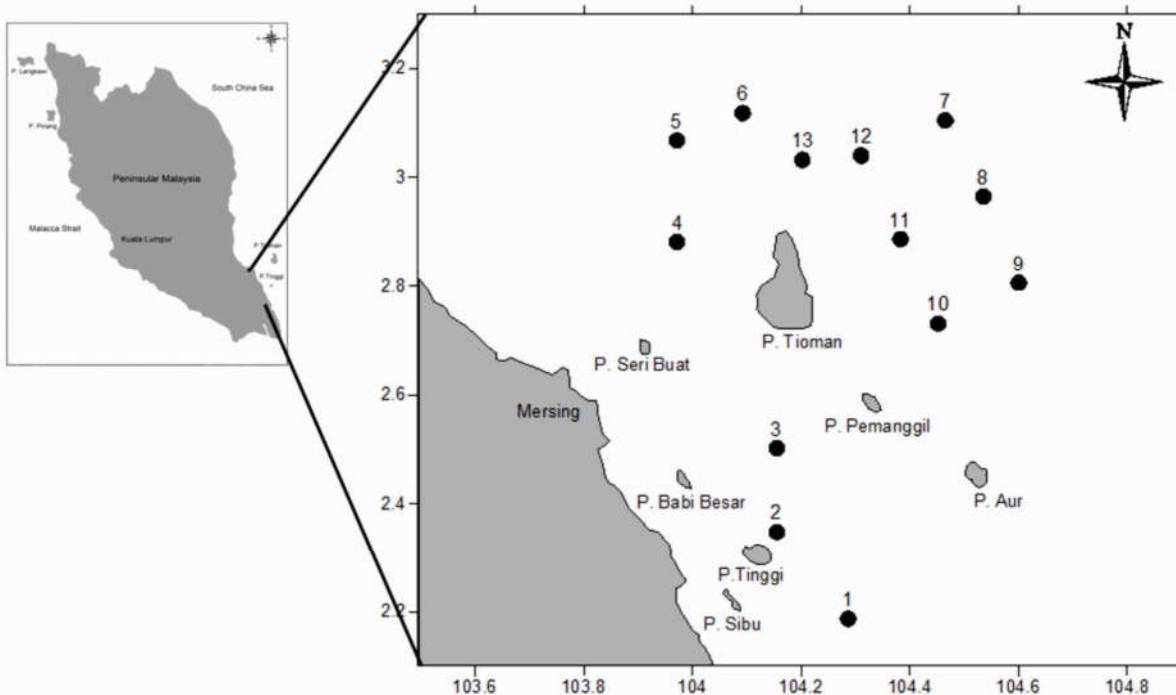 P. Langkawi
South China Sea
P. Pinang
Peninsular Malaysia
Malacca Strait
Kuala Lumpur
P. Tioman
P. Tinggi
N
3.2
3
2.8
2.6
2.4
2.2
6
7
5
13
12
8
4
11
9
10
P. Tioman
P. Seri Buat
Mersing
P. Pemanggil
3
P. Babi Besar
P. Aur
2
P.Tinggi
P. Sibu
1
103.6
103.8
104
104.2
104.4
104.6
104.8